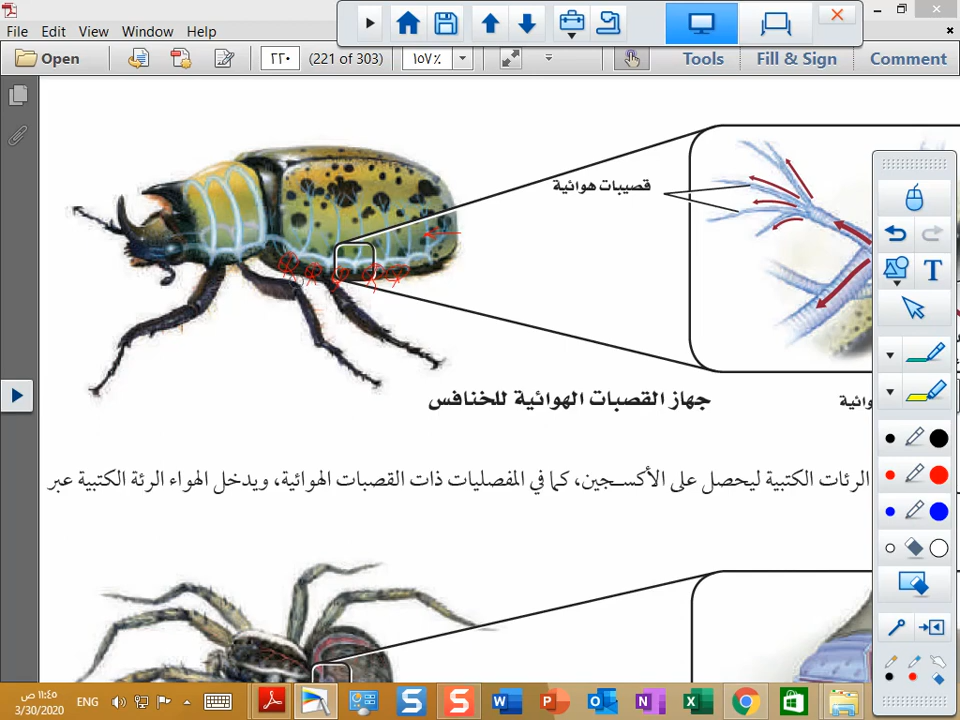 File Edit View Window Help
Open ٢٢٠ (221 of 303) ١٥٧٪ Tools Fill & Sign Comment
قصيبات هوائية
جهاز القصبات الهوائية للخنافس
وائية
الرئات الكتبية ليحصل على الأكسجين، كما في المفصليات ذات القصبات الهوائية، ويدخل الهواء الرئة الكتبية عبر
T
ENG
١١:٤٥ ص
3/30/2020